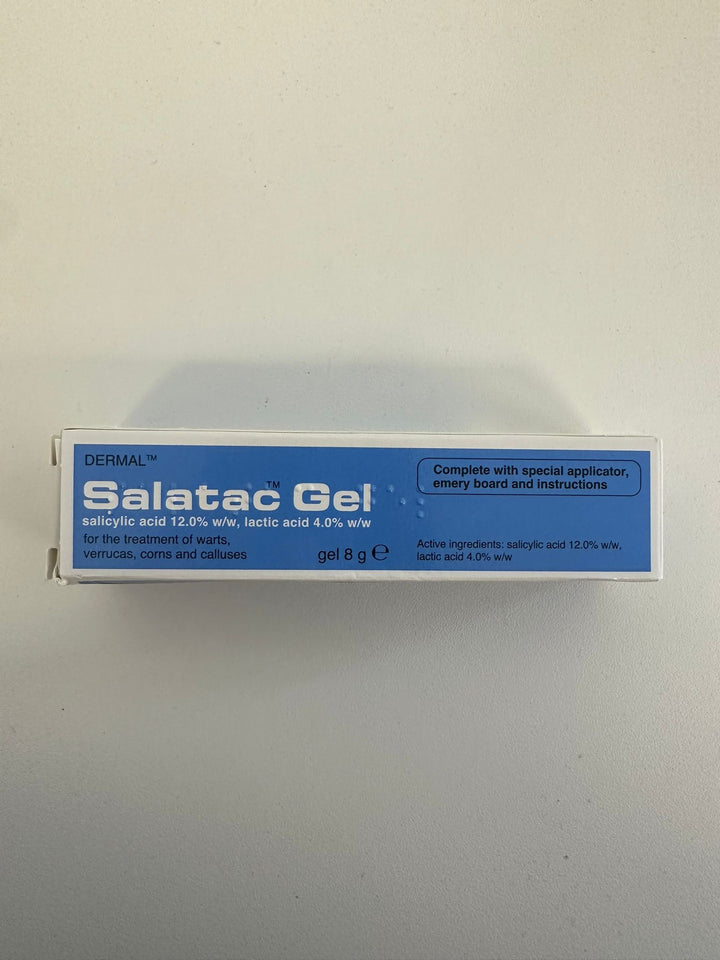 DERMAL™
Salatac™ Gel
salicylic acid 12.0% w/w, lactic acid 4.0% w/w
for the treatment of warts,
verrucas, corns and calluses
gel 8 g ℮
Complete with special applicator,
emery board and instructions
Active ingredients: salicylic acid 12.0% w/w,
lactic acid 4.0% w/w